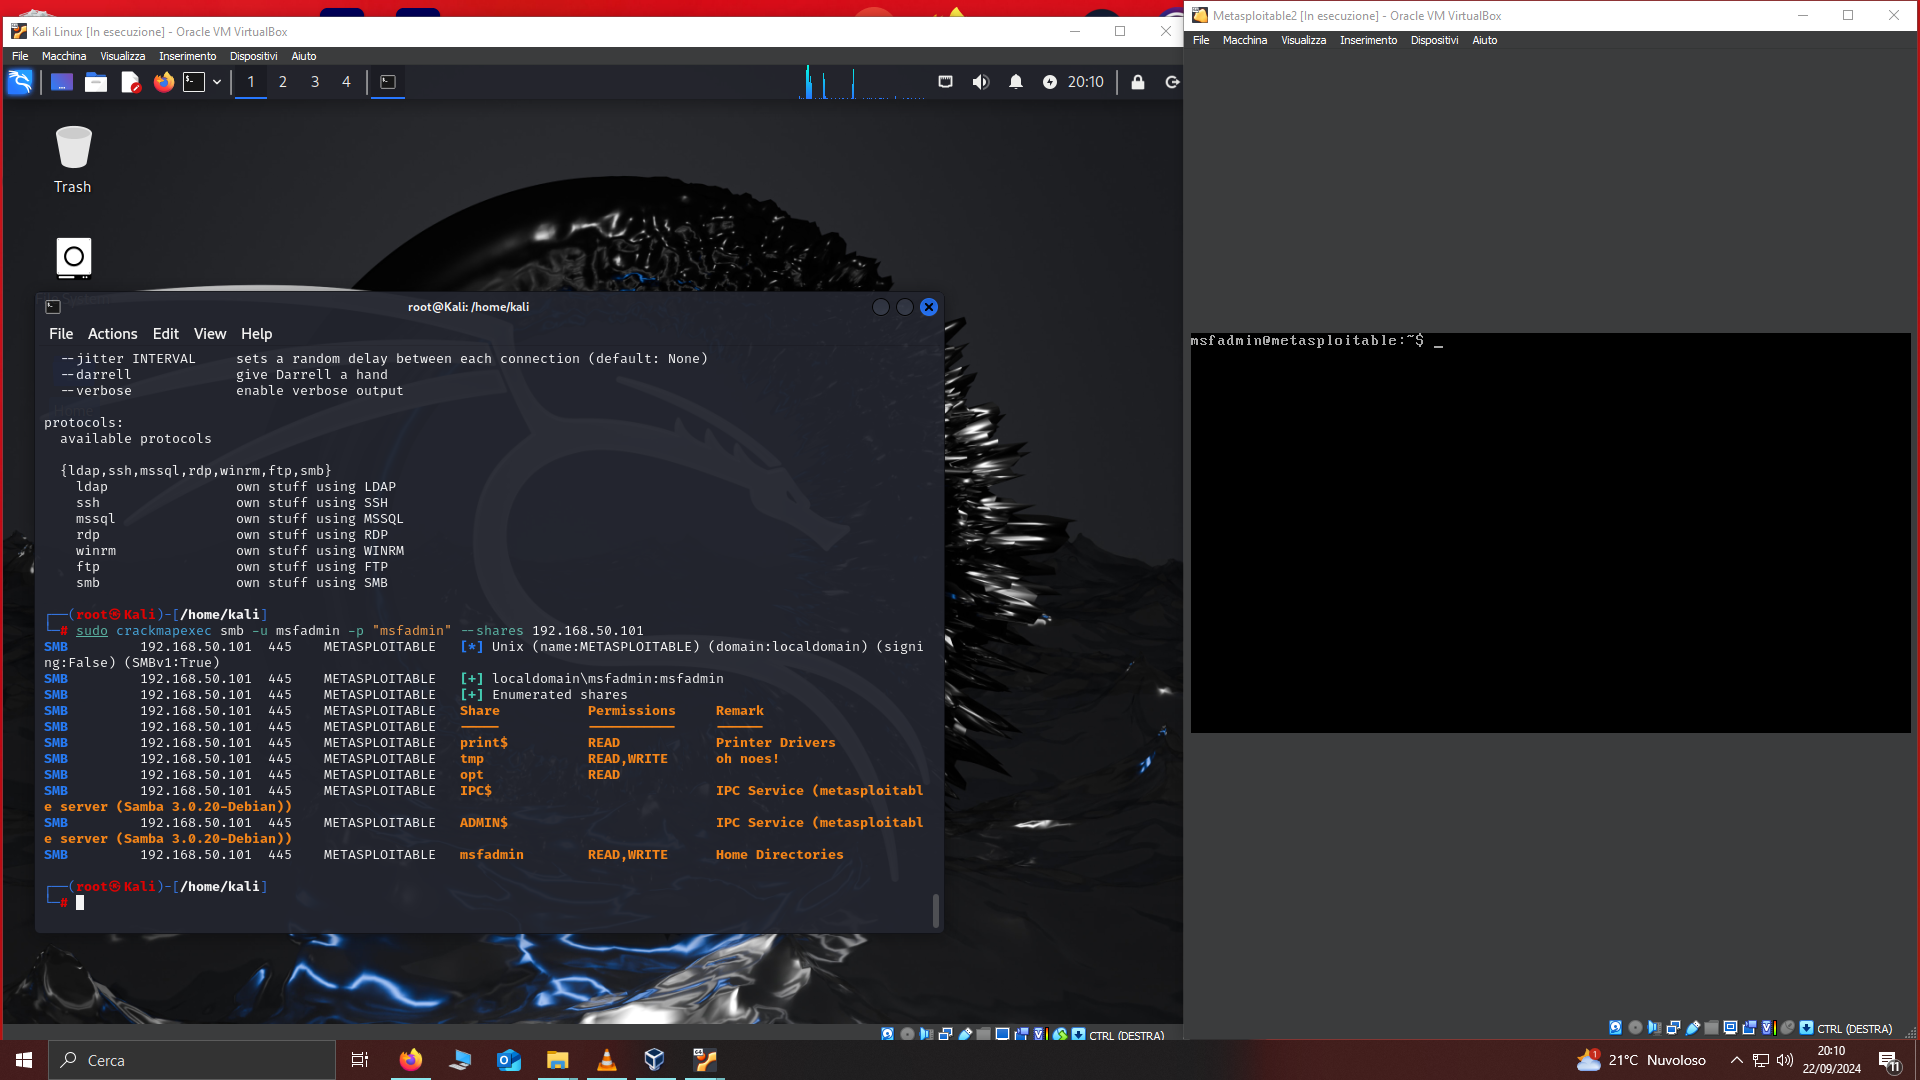 Kali Linux [In esecuzione] - Oracle VM VirtualBox
File Macchina Visualizza Inserimento Dispositivi Aiuto
1 2 3 4
20:10
Trash
root@Kali: /home/kali
File Actions Edit View Help
--jitter INTERVAL sets a random delay between each connection (default: None)
--darrell give Darrell a hand
--verbose enable verbose output
protocols:
available protocols
{ldap,ssh,mssql,rdp,winrm,ftp,smb}
ldap own stuff using LDAP
ssh own stuff using SSH
mssql own stuff using MSSQL
rdp own stuff using RDP
winrm own stuff using WINRM
ftp own stuff using FTP
smb own stuff using SMB
┌──(root㉿Kali)-[/home/kali]
└─# sudo crackmapexec smb -u msfadmin -p "msfadmin" --shares 192.168.50.101
SMB 192.168.50.101 445 METASPLOITABLE [*] Unix (name:METASPLOITABLE) (domain:localdomain) (signi
ng:False) (SMBv1:True)
SMB 192.168.50.101 445 METASPLOITABLE [+] localdomain\msfadmin:msfadmin
SMB 192.168.50.101 445 METASPLOITABLE [+] Enumerated shares
SMB 192.168.50.101 445 METASPLOITABLE Share Permissions Remark
SMB 192.168.50.101 445 METASPLOITABLE ----- ----------- ------
SMB 192.168.50.101 445 METASPLOITABLE print$ READ Printer Drivers
SMB 192.168.50.101 445 METASPLOITABLE tmp READ,WRITE oh noes!
SMB 192.168.50.101 445 METASPLOITABLE opt READ
SMB 192.168.50.101 445 METASPLOITABLE IPC$ IPC Service (metasploitabl
e server (Samba 3.0.20-Debian))
SMB 192.168.50.101 445 METASPLOITABLE ADMIN$ IPC Service (metasploitabl
e server (Samba 3.0.20-Debian))
SMB 192.168.50.101 445 METASPLOITABLE msfadmin READ,WRITE Home Directories
┌──(root㉿Kali)-[/home/kali]
└─#
CTRL (DESTRA)
Metasploitable2 [In esecuzione] - Oracle VM VirtualBox
File Macchina Visualizza Inserimento Dispositivi Aiuto
msfadmin@metasploitable:~$ _
CTRL (DESTRA)
Cerca
1
21°C Nuvoloso
20:10
22/09/2024
11